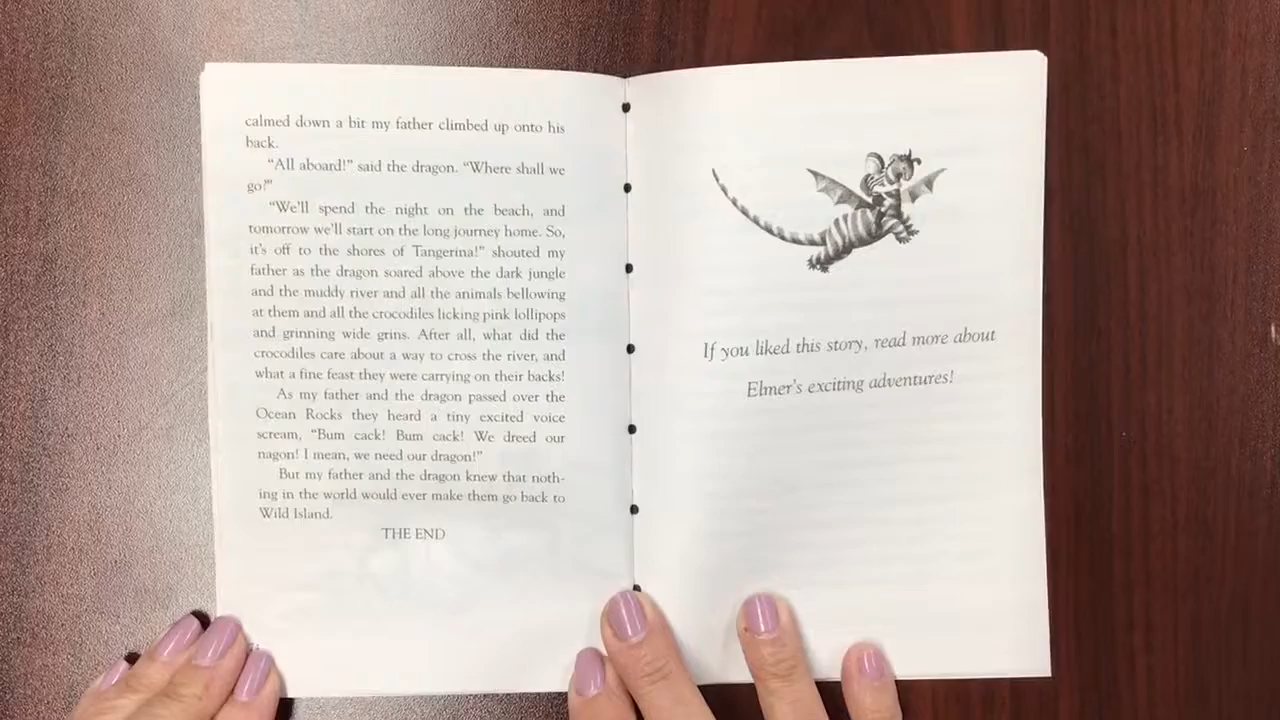 calmed down a bit my father climbed up onto his
back.
“All aboard!” said the dragon. “Where shall we
go?”
“We’ll spend the night on the beach, and
tomorrow we’ll start on the long journey home. So,
it’s off to the shores of Tangerina!” shouted my
father as the dragon soared above the dark jungle
and the muddy river and all the animals bellowing
at them and all the crocodiles licking pink lollipops
and grinning wide grins. After all, what did the
crocodiles care about a way to cross the river, and
what a fine feast they were carrying on their backs!
As my father and the dragon passed over the
Ocean Rocks they heard a tiny excited voice
scream, “Bum cack! Bum cack! We dreed our
nagon! I mean, we need our dragon!”
But my father and the dragon knew that noth-
ing in the world would ever make them go back to
Wild Island.
THE END
If you liked this story, read more about
Elmer’s exciting adventures!